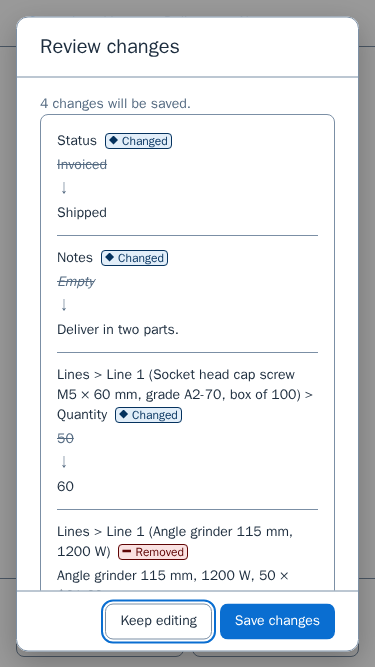 Review changes
4 changes will be saved.
Status Changed
Invoiced
↓
Shipped
Notes Changed
Empty
↓
Deliver in two parts.
Lines > Line 1 (Socket head cap screw
M5 × 60 mm, grade A2-70, box of 100) >
Quantity Changed
50
↓
60
Lines > Line 1 (Angle grinder 115 mm,
1200 W) Removed
Angle grinder 115 mm, 1200 W, 50 ×
Keep editing Save changes